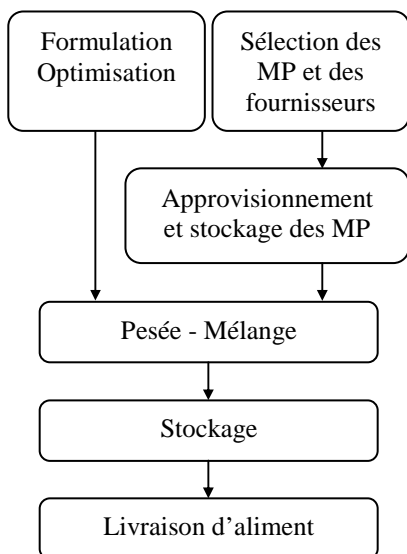 Formulation
Optimisation
Sélection des
MP et des
fournisseurs
Approvisionnement
et stockage des MP
Pesée - Mélange
Stockage
Livraison d’aliment